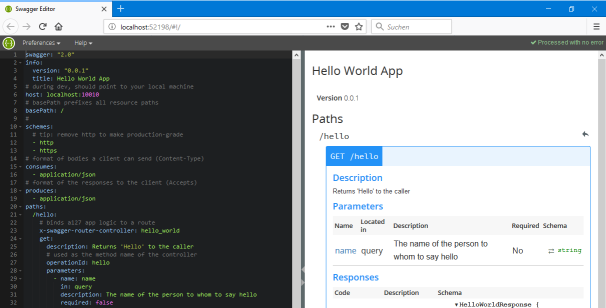 Swagger Editor
localhost:52198/#!/
Suchen
Preferences
Help
Processed with no error
1 swagger: "2.0"
2 info:
3 version: "0.0.1"
4 title: Hello World App
5 # during dev, should point to your local machine
6 host: localhost:10010
7 # basePath prefixes all resource paths
8 basePath: /
9 #
10 schemes:
11 # tip: remove http to make production-grade
12 - http
13 - https
14 # format of bodies a client can send (Content-Type)
15 consumes:
16 - application/json
17 # format of the responses to the client (Accepts)
18 produces:
19 - application/json
20 paths:
21 /hello:
22 # binds a127 app logic to a route
23 x-swagger-router-controller: hello_world
24 get:
25 description: Returns 'Hello' to the caller
26 # used as the method name of the controller
27 operationId: hello
28 parameters:
29 - name: name
30 in: query
31 description: The name of the person to whom to say hello
32 required: false
Hello World App
Version 0.0.1
Paths
/hello
GET /hello
Description
Returns 'Hello' to the caller
Parameters
Name Located in Description Required Schema
name query The name of the person to whom to say hello No string
Responses
Code Description Schema
HelloWorldResponse {